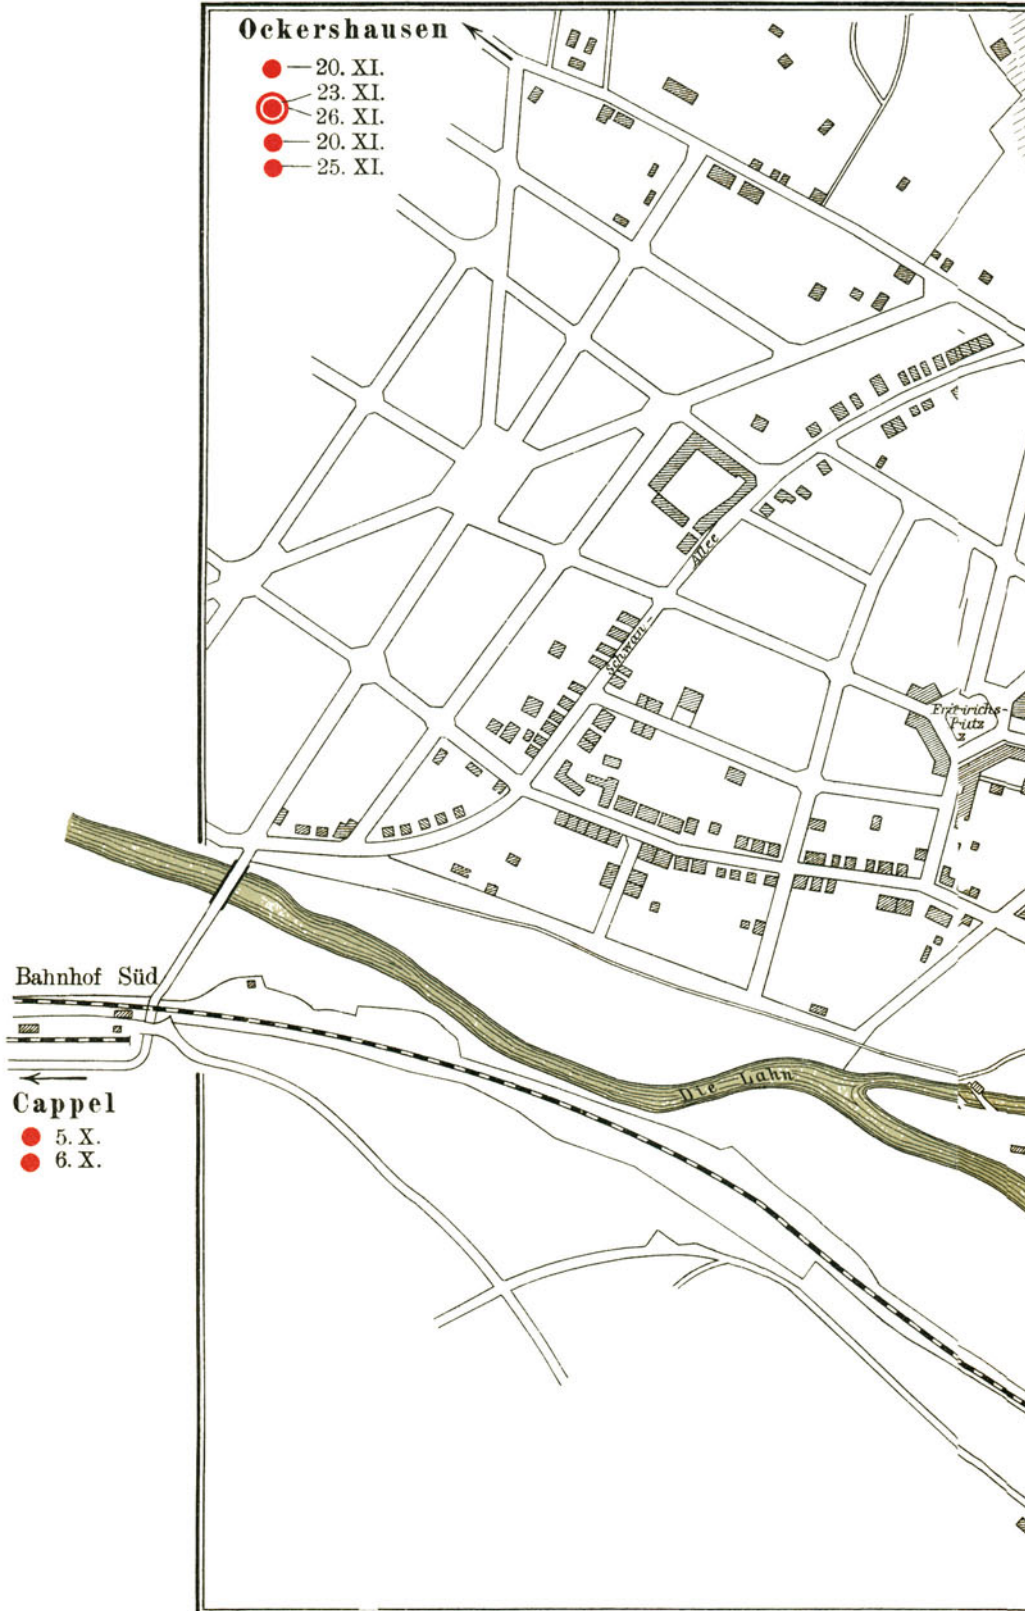 Ockershausen
20. XI.
23. XI.
26. XI.
20. XI.
25. XI.
Allee
Schwan-
Friedrichs-
Platz
Bahnhof Süd
Die Lahn
Cappel
5. X.
6. X.